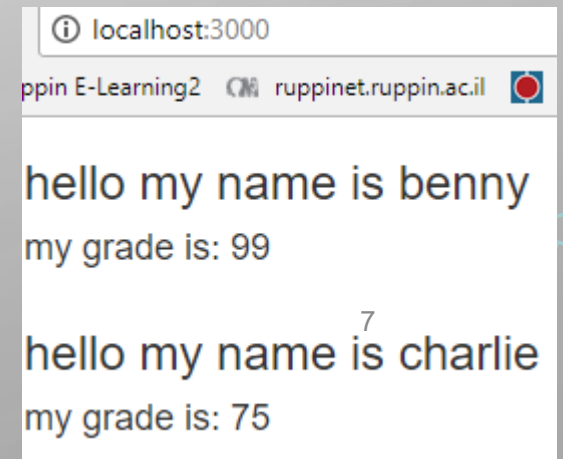 localhost:3000
ppin E-Learning2 CM ruppinet.ruppin.ac.il
hello my name is benny
my grade is: 99
7
hello my name is charlie
my grade is: 75